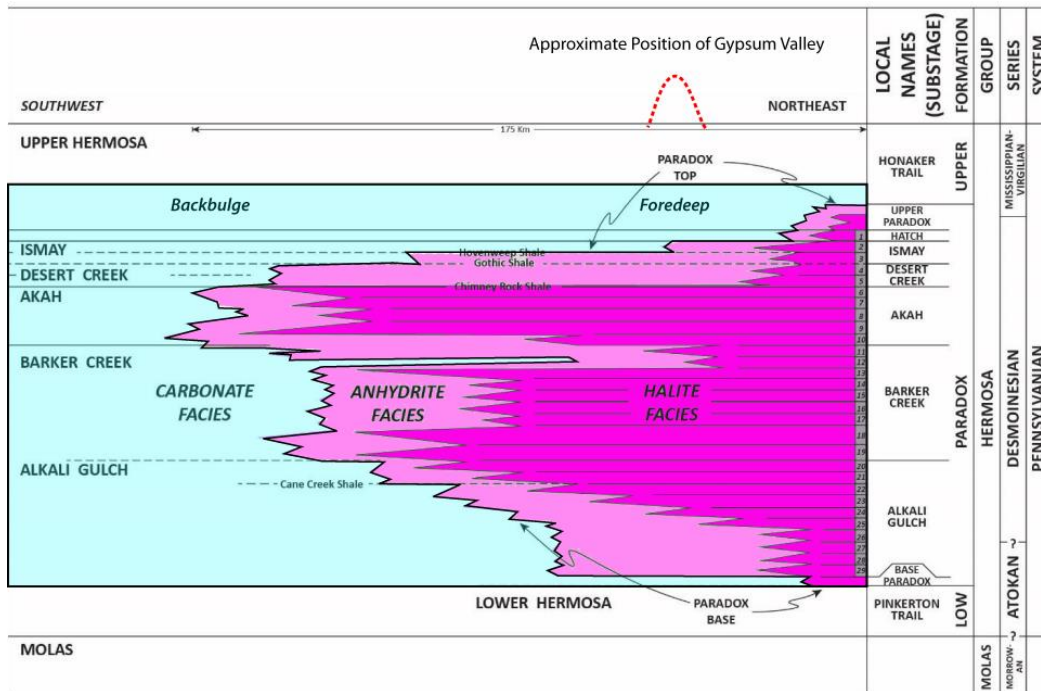 Approximate Position of Gypsum Valley
SOUTHWEST
NORTHEAST
LOCAL NAMES (SUBSTAGE)
FORMATION
GROUP
SERIES
SYSTEM
175 Km
UPPER HERMOSA
PARADOX
TOP
HONAKER
TRAIL
UPPER
MISSISSIPPIAN-
VIRGILIAN
Backbulge
Foredeep
UPPER
PARADOX
HATCH
ISMAY
Hovenweep Shale
Gothic Shale
ISMAY
DESERT CREEK
DESERT
CREEK
Chimney Rock Shale
AKAH
AKAH
BARKER CREEK
CARBONATE
FACIES
ANHYDRITE
FACIES
HALITE
FACIES
BARKER
CREEK
PARADOX
HERMOSA
DESMOINESIAN
PENNSYLVANIAN
ALKALI GULCH
Cane Creek Shale
ALKALI
GULCH
1
2
3
4
5
6
7
8
9
10
11
12
13
14
15
16
17
18
19
20
21
22
23
24
25
26
27
28
29
?
BASE
PARADOX
ATOKAN
LOWER HERMOSA
PARADOX
BASE
PINKERTON
TRAIL
LOW
?
MOLAS
MOLAS
MORROW-
AN